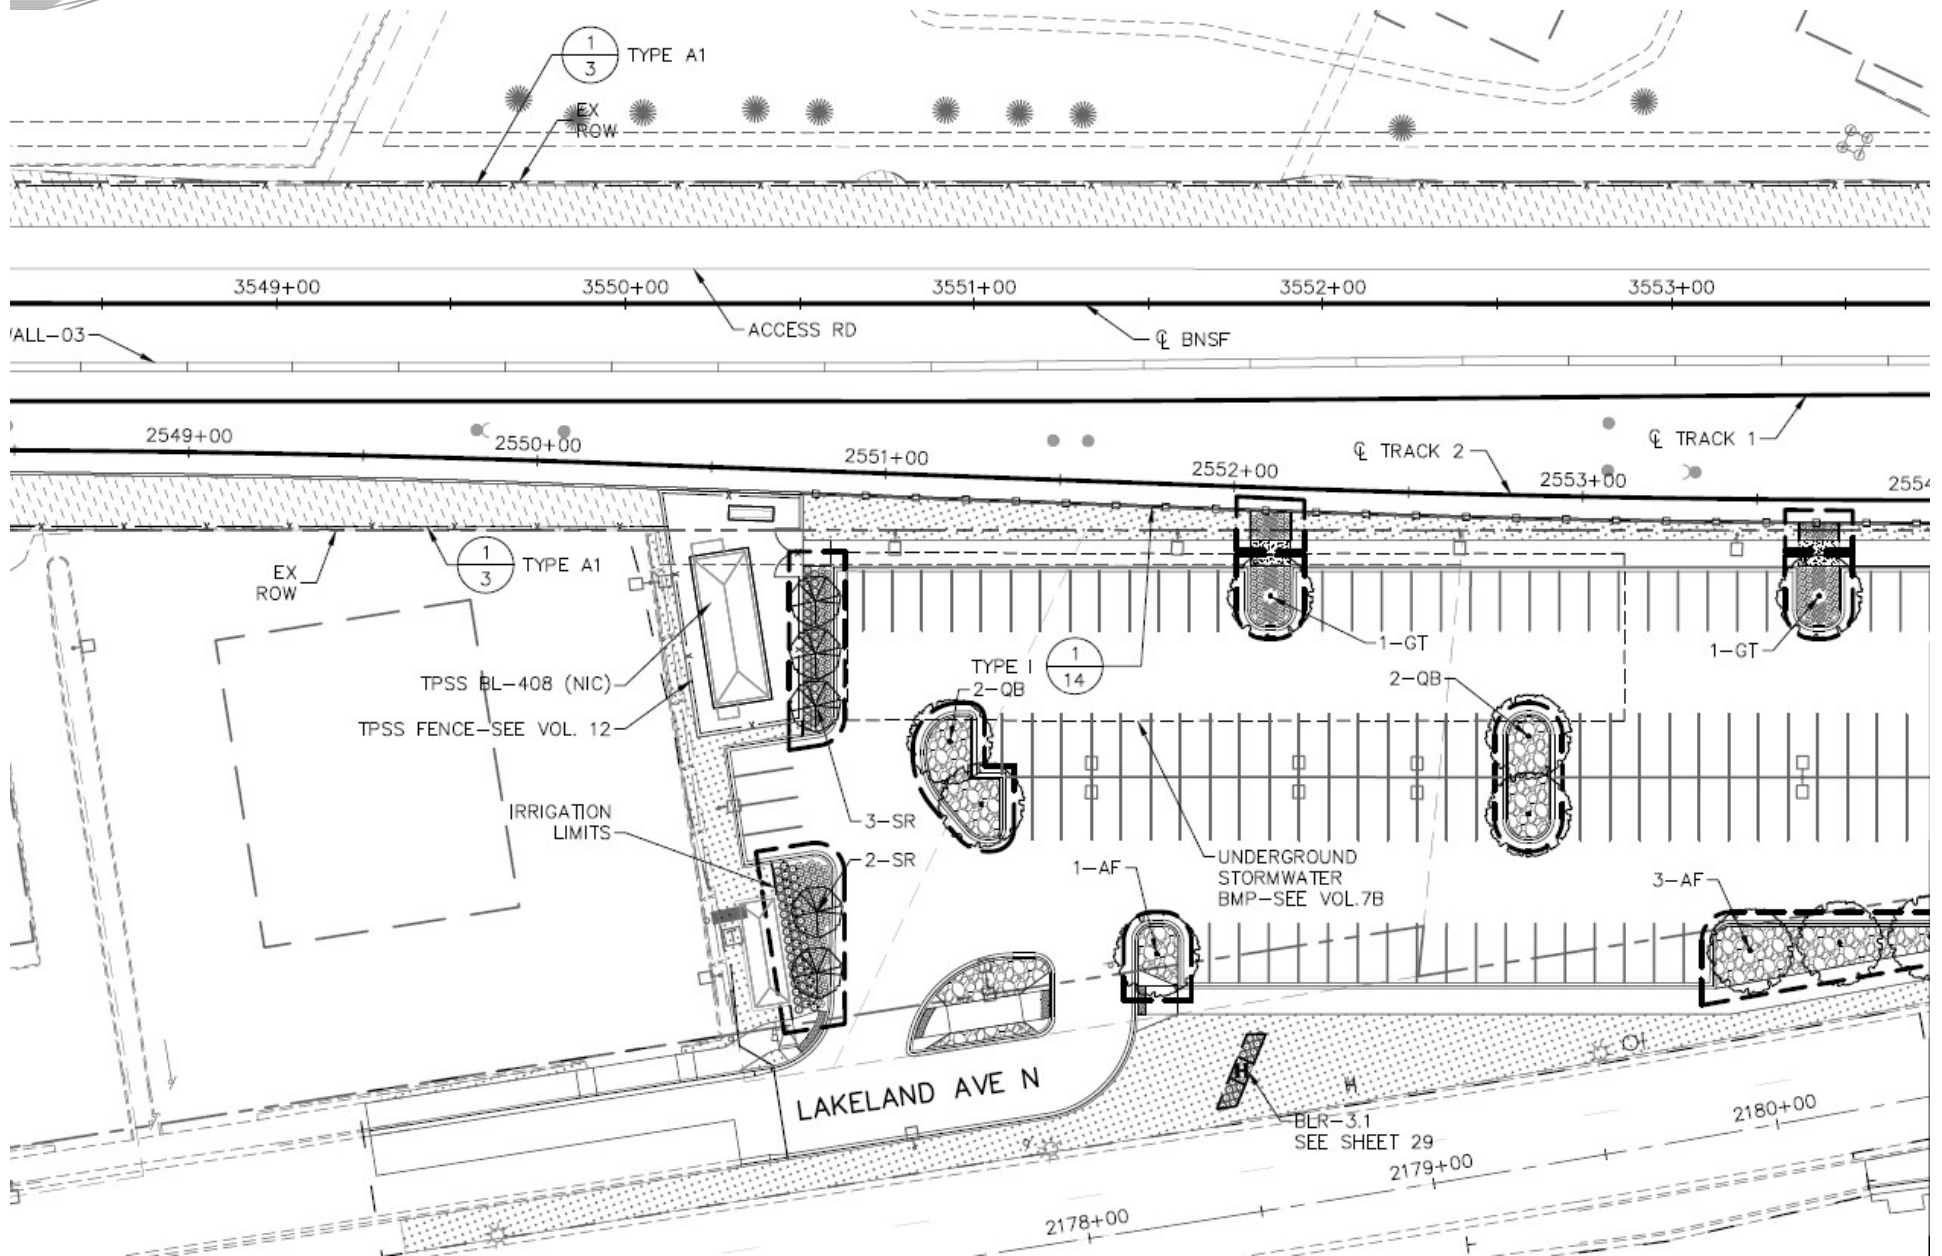 1
3
TYPE A1
EX
ROW
3549+00
3550+00
3551+00
3552+00
3553+00
ACCESS RD
℄ BNSF
WALL-03
2549+00
2550+00
2551+00
2552+00
2553+00
2554
℄ TRACK 2
℄ TRACK 1
1
3
TYPE A1
EX
ROW
TPSS BL-408 (NIC)
TPSS FENCE-SEE VOL. 12
TYPE I
1
14
2-QB
1-GT
2-QB
1-GT
IRRIGATION
LIMITS
3-SR
2-SR
1-AF
UNDERGROUND
STORMWATER
BMP-SEE VOL.7B
3-AF
LAKELAND AVE N
H
H
BLR-3.1
SEE SHEET 29
2178+00
2179+00
2180+00